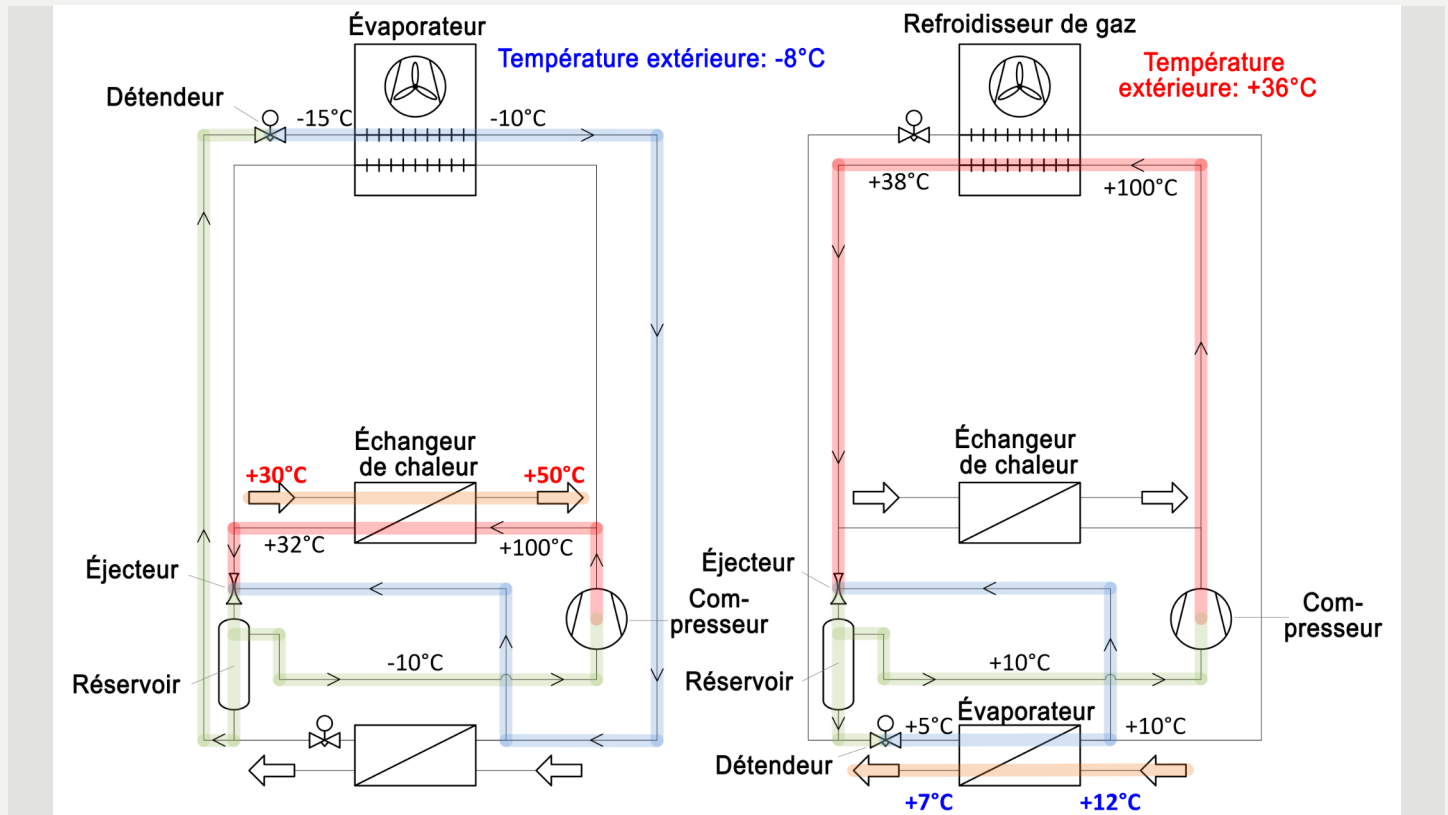 Évaporateur
Température extérieure: -8°C
Détendeur
-15°C
-10°C
Échangeur
de chaleur
+30°C
+50°C
+32°C
+100°C
Éjecteur
Com-
presseur
-10°C
Réservoir
Refroidisseur de gaz
Température
extérieure: +36°C
+38°C
+100°C
Échangeur
de chaleur
Éjecteur
Com-
presseur
+10°C
Réservoir
Évaporateur
+5°C
+10°C
Détendeur
+7°C
+12°C